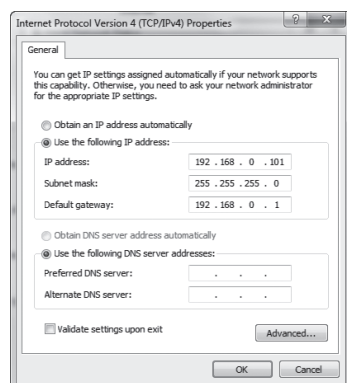 Internet Protocol Version 4 (TCP/IPv4) Properties
? X
General
You can get IP settings assigned automatically if your network supports
this capability. Otherwise, you need to ask your network administrator
for the appropriate IP settings.
Obtain an IP address automatically
Use the following IP address:
IP address: 192 . 168 . 0 . 101
Subnet mask: 255 . 255 . 255 . 0
Default gateway: 192 . 168 . 0 . 1
Obtain DNS server address automatically
Use the following DNS server addresses:
Preferred DNS server: . . .
Alternate DNS server: . . .
Validate settings upon exit
Advanced...
OK Cancel